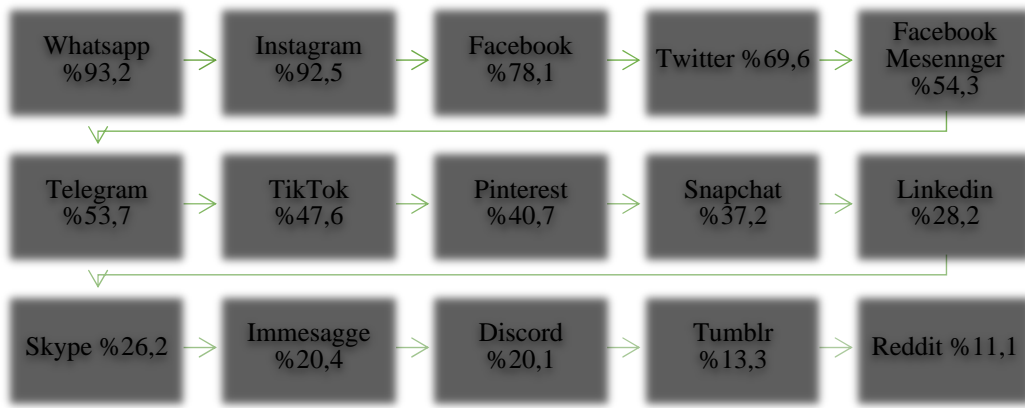 Whatsapp
%93,2
Instagram
%92,5
Facebook
%78,1
Twitter %69,6
Facebook
Mesennger
%54,3
Telegram
%53,7
TikTok
%47,6
Pinterest
%40,7
Snapchat
%37,2
Linkedin
%28,2
Skype %26,2
Immesagge
%20,4
Discord
%20,1
Tumblr
%13,3
Reddit %11,1